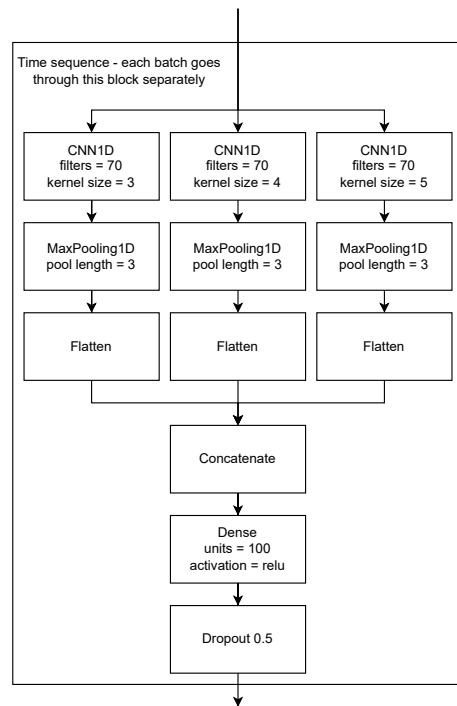 Time sequence - each batch goes
through this block separately
CNN1D
filters = 70
kernel size = 3
CNN1D
filters = 70
kernel size = 4
CNN1D
filters = 70
kernel size = 5
MaxPooling1D
pool length = 3
MaxPooling1D
pool length = 3
MaxPooling1D
pool length = 3
Flatten
Flatten
Flatten
Concatenate
Dense
units = 100
activation = relu
Dropout 0.5